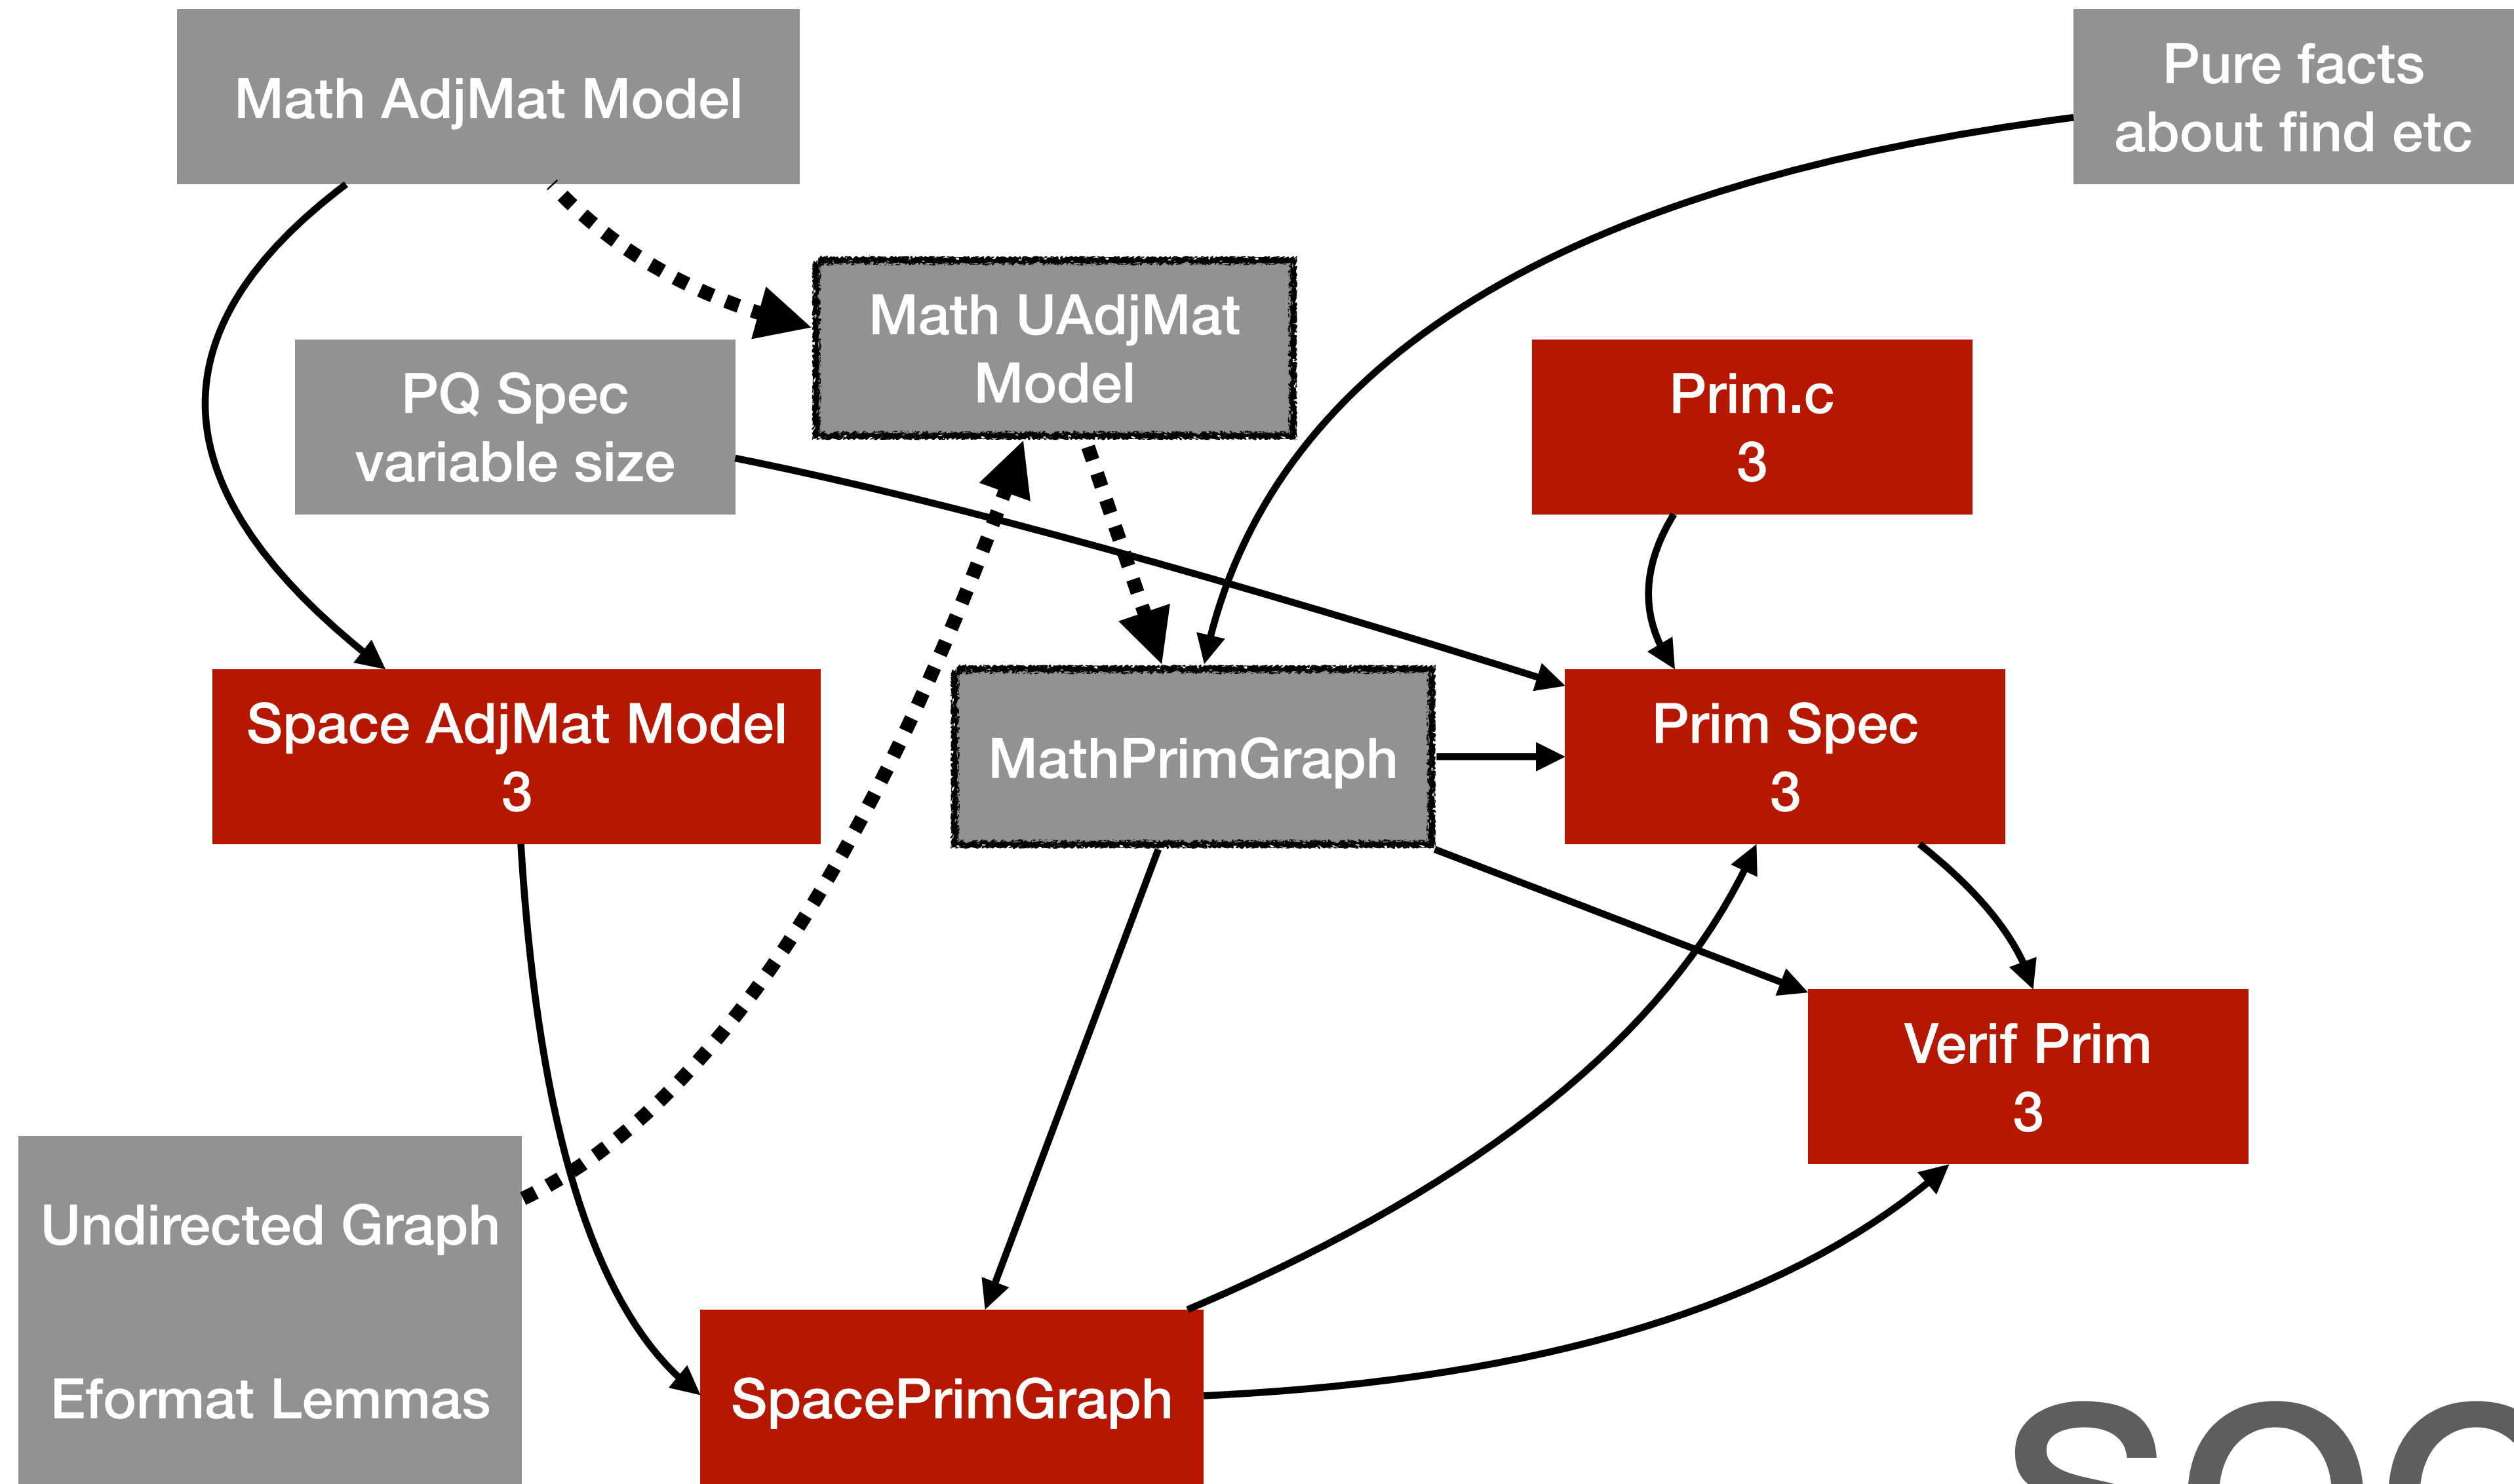 Math AdjMat Model
Pure facts
about find etc
Math UAdjMat
Model
PQ Spec
variable size
Prim.c
3
Space AdjMat Model
3
MathPrimGraph
Prim Spec
3
Verif Prim
3
Undirected Graph
Eformat Lemmas
SpacePrimGraph